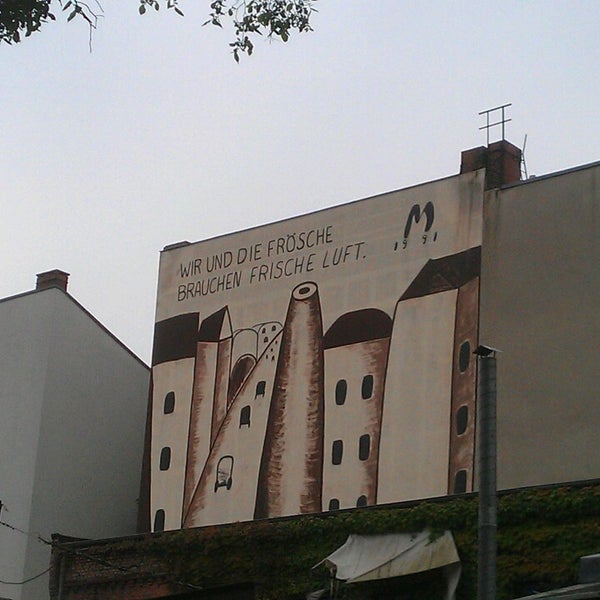 WIR UND DIE FRÖSCHE
BRAUCHEN FRISCHE LUFT.
M
1991